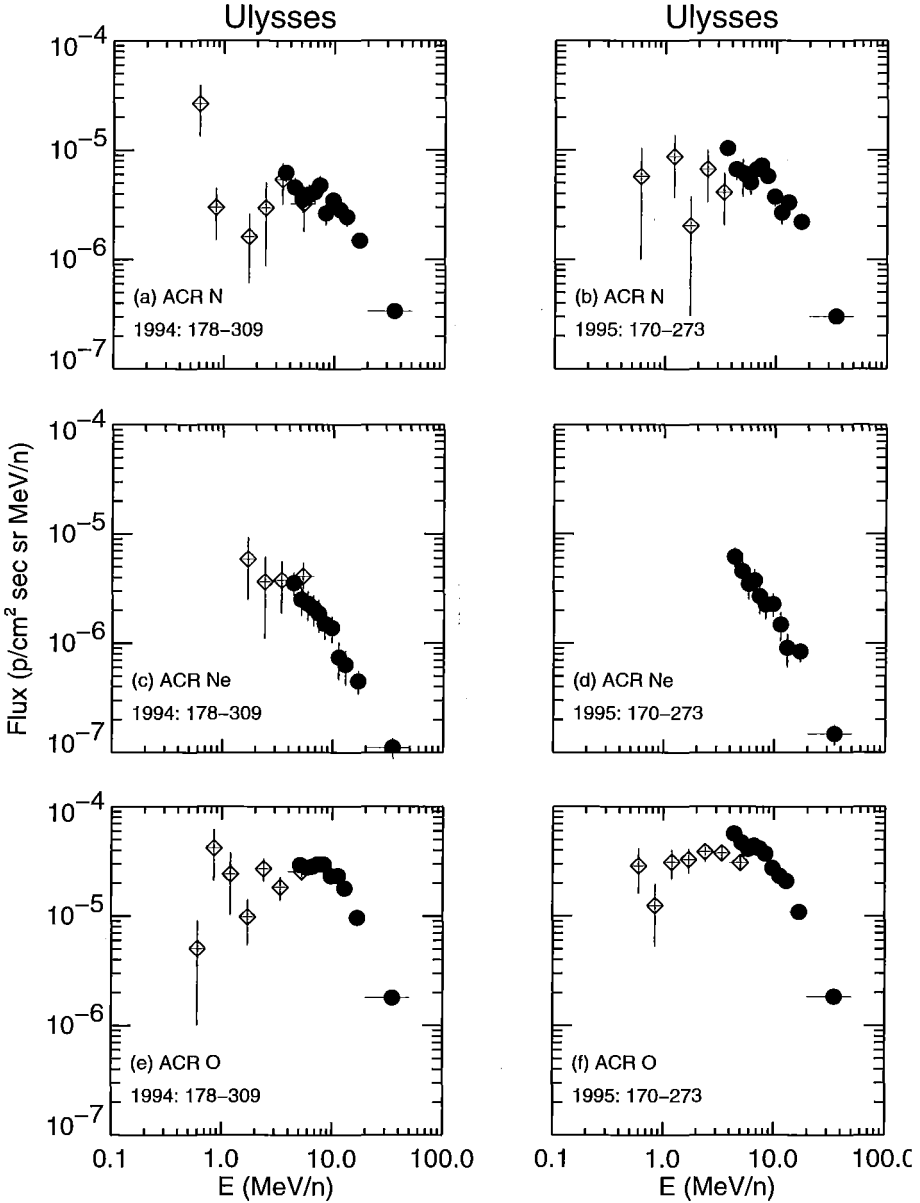 Ulysses Ulysses
10⁻⁴
10⁻⁵
10⁻⁶
10⁻⁷
(a) ACR N
1994: 178–309
(b) ACR N
1995: 170–273
Flux (p/cm² sec sr MeV/n)
10⁻⁴
10⁻⁵
10⁻⁶
10⁻⁷
(c) ACR Ne
1994: 178–309
(d) ACR Ne
1995: 170–273
10⁻⁴
10⁻⁵
10⁻⁶
10⁻⁷
(e) ACR O
1994: 178–309
(f) ACR O
1995: 170–273
0.1 1.0 10.0 100.0 0.1 1.0 10.0 100.0
E (MeV/n) E (MeV/n)